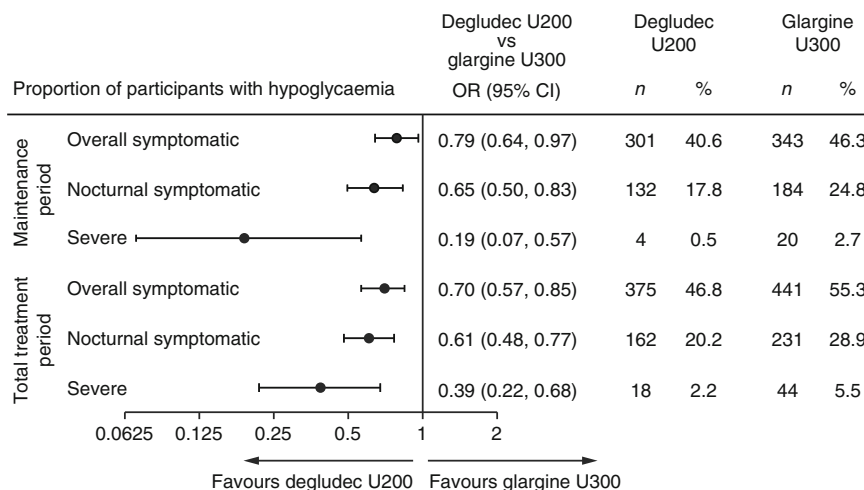 Degludec U200
vs
glargine U300
Degludec
U200
Glargine
U300
Proportion of participants with hypoglycaemia OR (95% CI) n % n %
Maintenance
period
Overall symptomatic 0.79 (0.64, 0.97) 301 40.6 343 46.3
Nocturnal symptomatic 0.65 (0.50, 0.83) 132 17.8 184 24.8
Severe 0.19 (0.07, 0.57) 4 0.5 20 2.7
Total treatment
period
Overall symptomatic 0.70 (0.57, 0.85) 375 46.8 441 55.3
Nocturnal symptomatic 0.61 (0.48, 0.77) 162 20.2 231 28.9
Severe 0.39 (0.22, 0.68) 18 2.2 44 5.5
0.0625 0.125 0.25 0.5 1 2
Favours degludec U200 Favours glargine U300